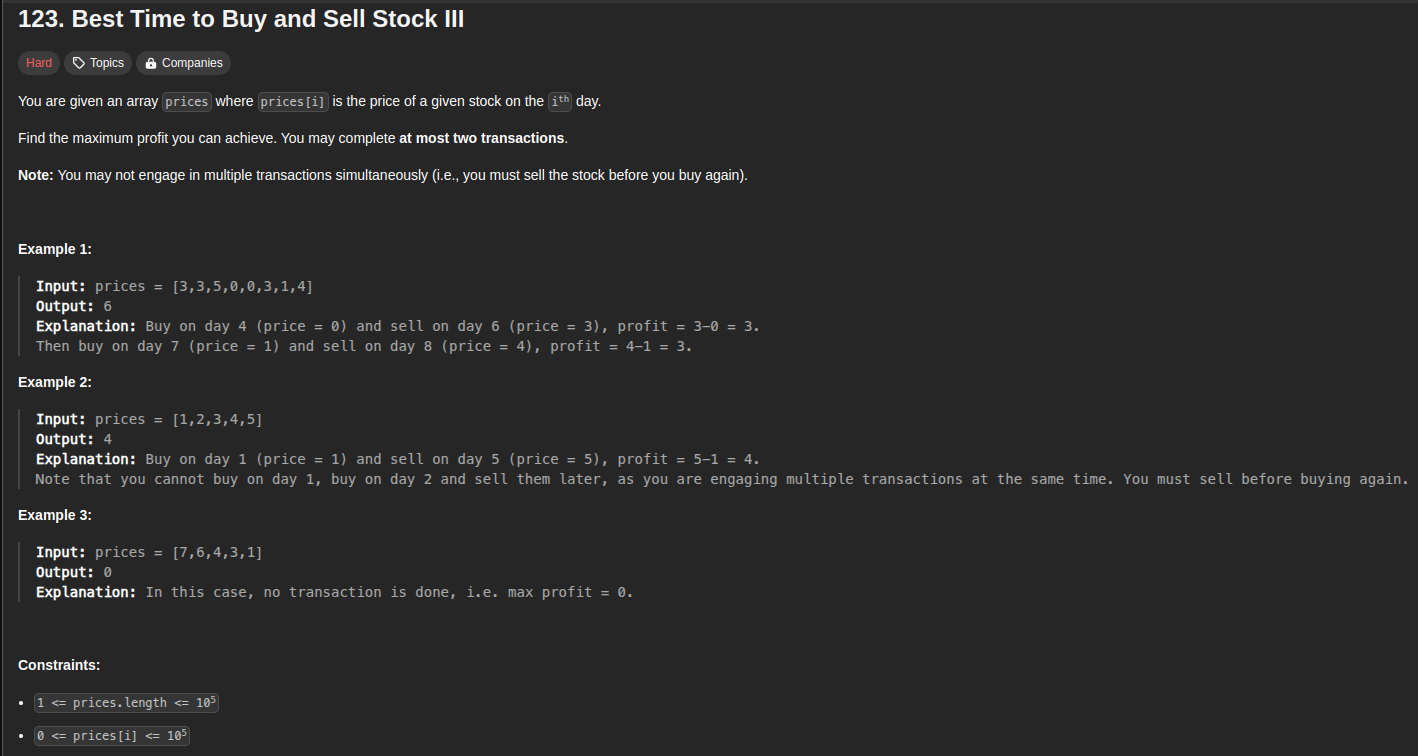 123. Best Time to Buy and Sell Stock III
Hard Topics Companies
You are given an array prices where prices[i] is the price of a given stock on the ith day.
Find the maximum profit you can achieve. You may complete at most two transactions.
Note: You may not engage in multiple transactions simultaneously (i.e., you must sell the stock before you buy again).
Example 1:
Input: prices = [3,3,5,0,0,3,1,4]
Output: 6
Explanation: Buy on day 4 (price = 0) and sell on day 6 (price = 3), profit = 3-0 = 3.
Then buy on day 7 (price = 1) and sell on day 8 (price = 4), profit = 4-1 = 3.
Example 2:
Input: prices = [1,2,3,4,5]
Output: 4
Explanation: Buy on day 1 (price = 1) and sell on day 5 (price = 5), profit = 5-1 = 4.
Note that you cannot buy on day 1, buy on day 2 and sell them later, as you are engaging multiple transactions at the same time. You must sell before buying again.
Example 3:
Input: prices = [7,6,4,3,1]
Output: 0
Explanation: In this case, no transaction is done, i.e. max profit = 0.
Constraints:
• 1 <= prices.length <= 10⁵
• 0 <= prices[i] <= 10⁵